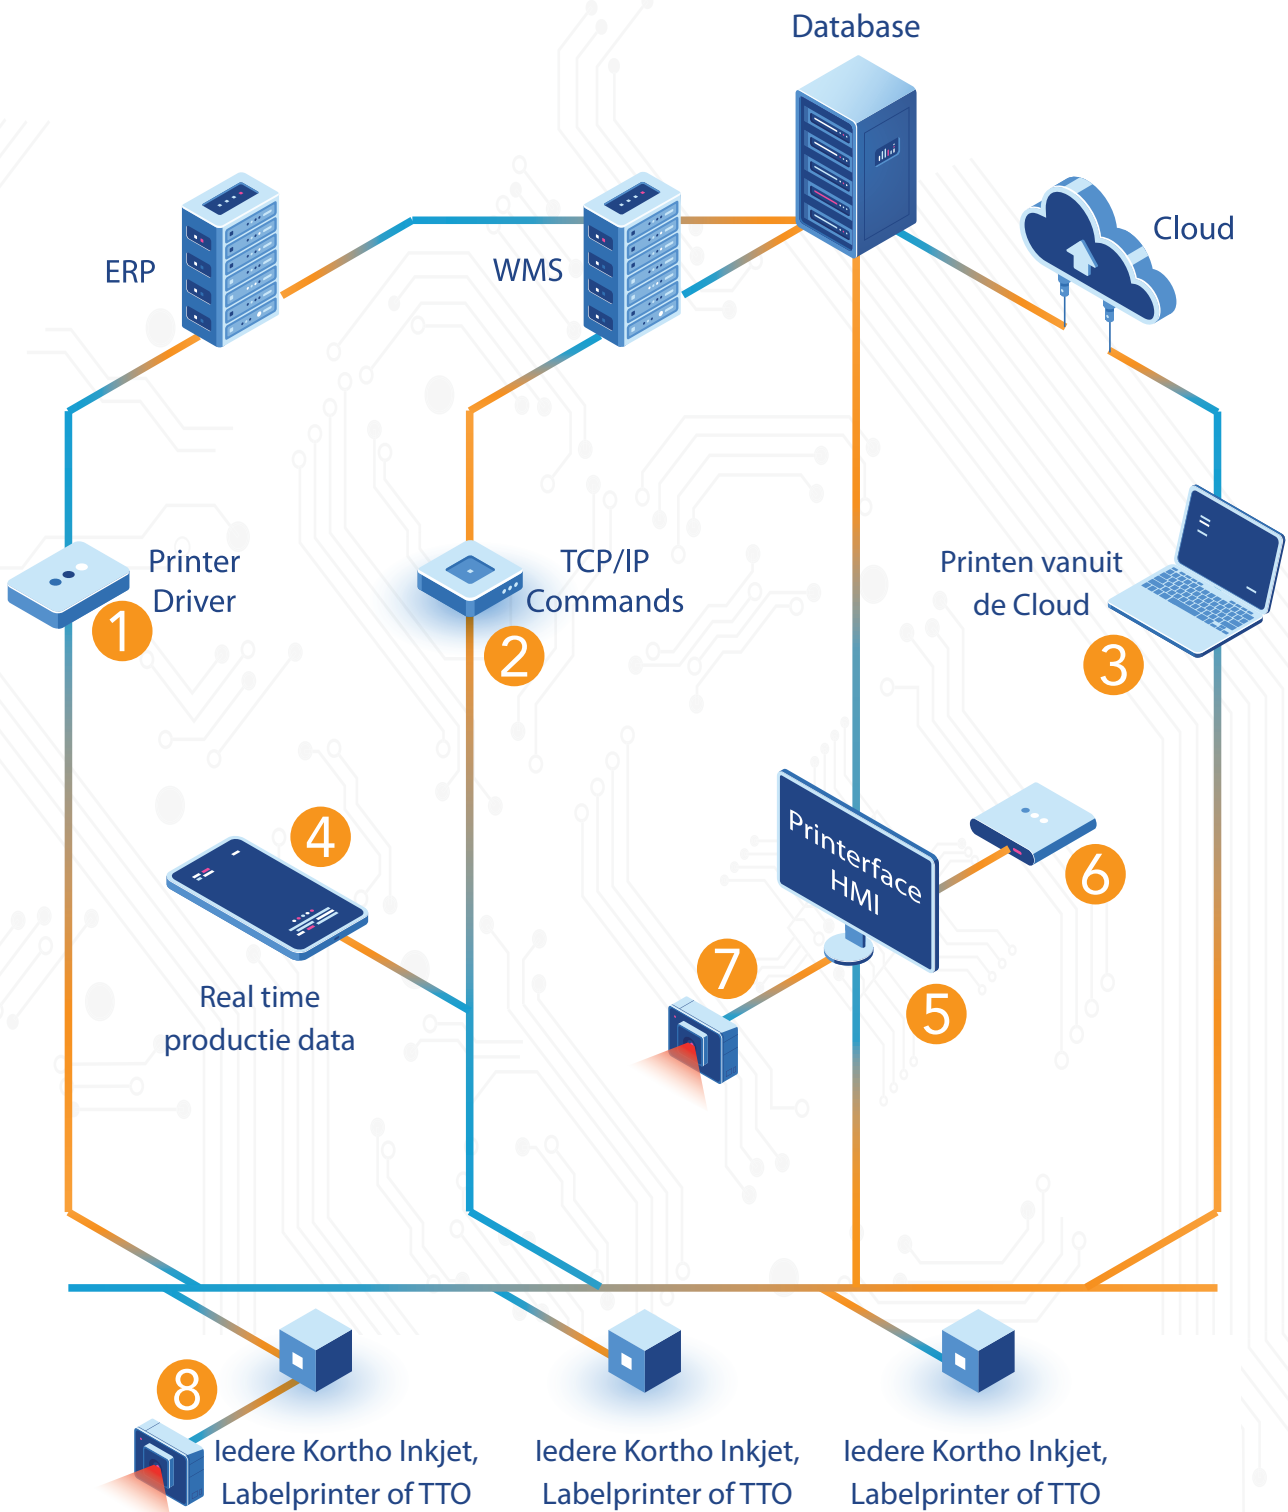 Database
Cloud
ERP
WMS
Printer
Driver
1
TCP/IP
Commands
2
Printen vanuit
de Cloud
3
4
Real time
productie data
Printerface
HMI
5
6
7
8
Iedere Kortho Inkjet,
Labelprinter of TTO
Iedere Kortho Inkjet,
Labelprinter of TTO
Iedere Kortho Inkjet,
Labelprinter of TTO